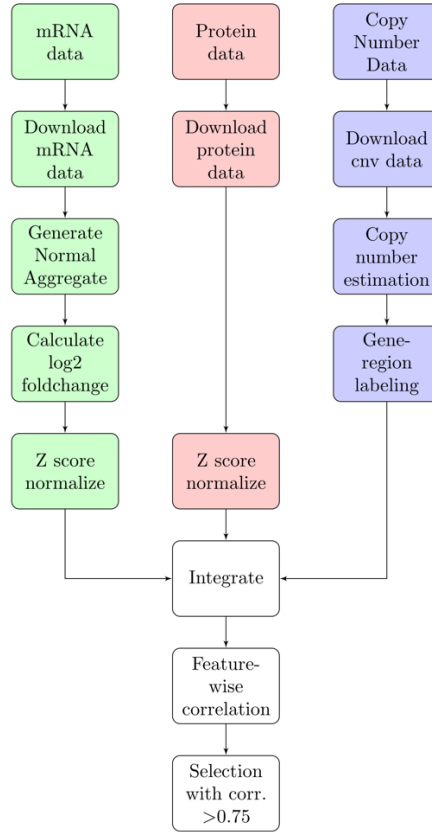 mRNA
data
Protein
data
Copy
Number
Data
Download
mRNA
data
Download
protein
data
Download
cnv data
Generate
Normal
Aggregate
Copy
number
estimation
Calculate
log2
foldchange
Gene-
region
labeling
Z score
normalize
Z score
normalize
Integrate
Feature-
wise
correlation
Selection
with corr.
>0.75